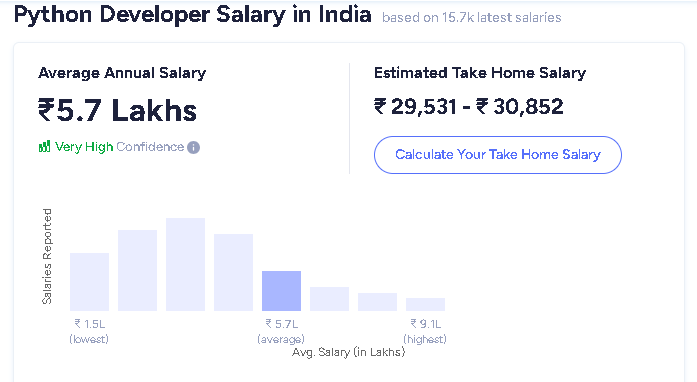 Python Developer Salary in India based on 15.7k latest salaries
Average Annual Salary
₹5.7 Lakhs
Very High Confidence
Estimated Take Home Salary
₹ 29,531 - ₹ 30,852
Calculate Your Take Home Salary
Salaries Reported
₹ 1.5L
(lowest)
₹ 5.7L
(average)
₹ 9.1L
(highest)
Avg. Salary (in Lakhs)